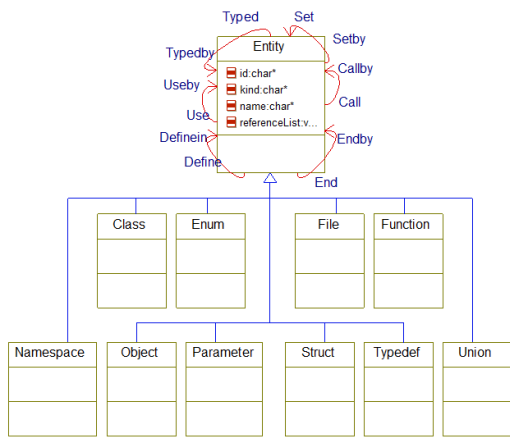 Typed
Set
Setby
Entity
Typedby
Callby
id:char*
Useby
kind:char*
name:char*
Call
Use
referenceList:v...
Definein
Endby
Define
End
Class
Enum
File
Function
Namespace
Object
Parameter
Struct
Typedef
Union